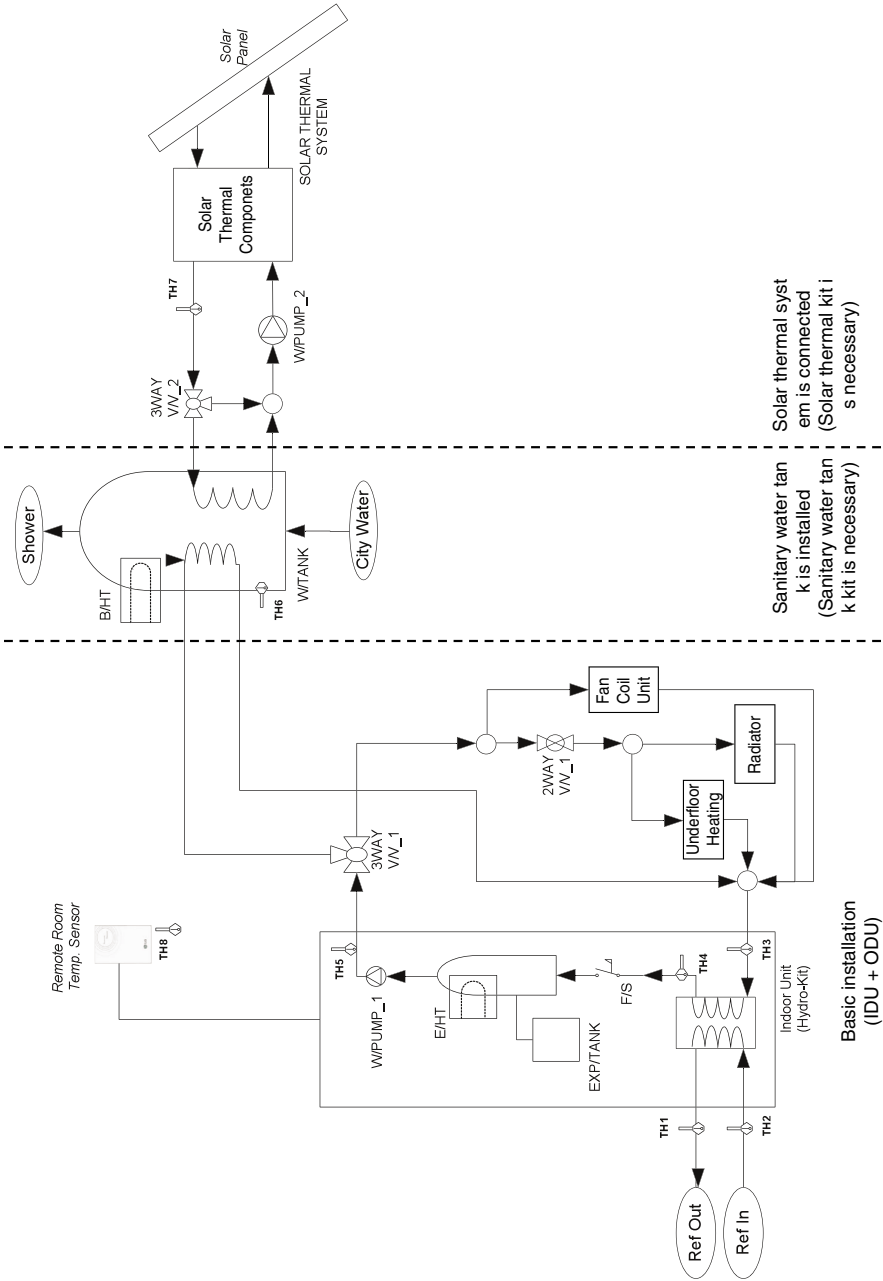 Solar
Panel
SOLAR THERMAL
SYSTEM
Solar
Thermal
Componets
TH7
W/PUMP_2
3WAY
V/V_2
Solar thermal syst
em is connected
(Solar thermal kit i
s necessary)
Shower
B/HT
TH6
W/TANK
City Water
Sanitary water tan
k is installed
(Sanitary water tan
k kit is necessary)
Remote Room
Temp. Sensor
TH8
3WAY
V/V_1
2WAY
V/V_1
Fan
Coil
Unit
Radiator
Underfloor
Heating
TH5
W/PUMP_1
E/HT
EXP/TANK
F/S
TH4
TH3
Indoor Unit
(Hydro-Kit)
TH1
TH2
Ref Out
Ref In
Basic installation
(IDU + ODU)